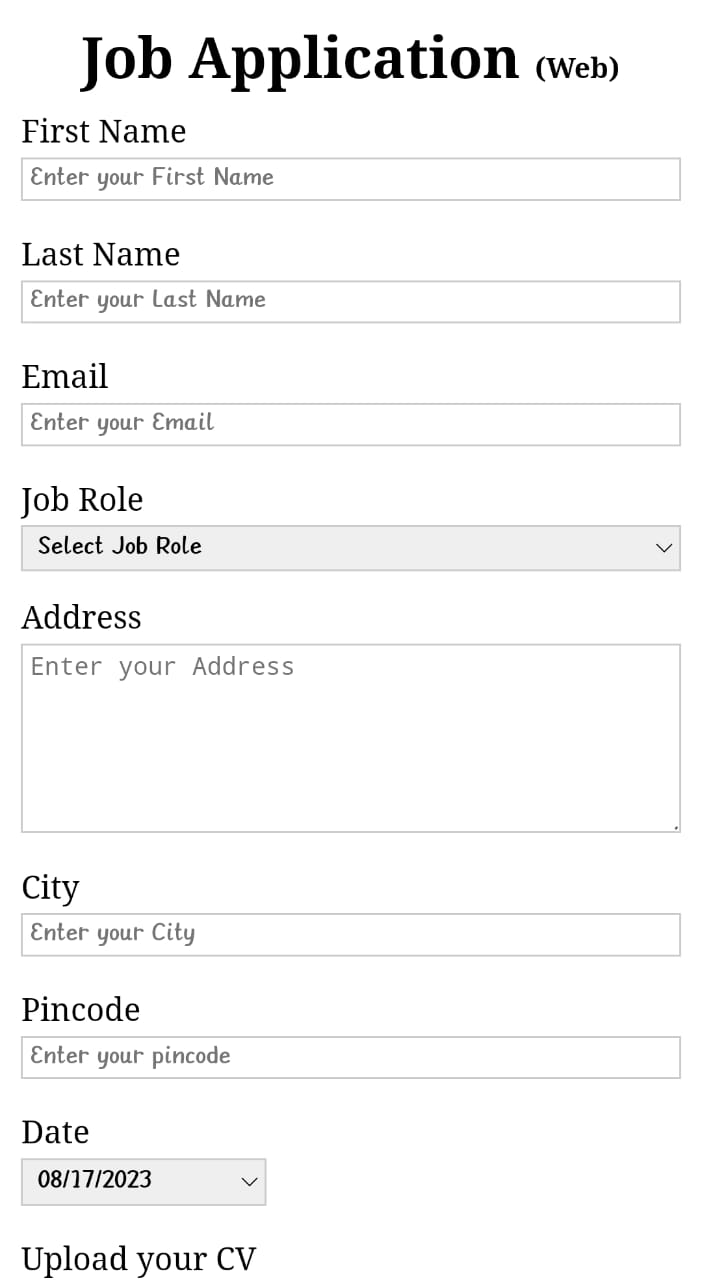 Job Application (Web)
First Name
Enter your First Name
Last Name
Enter your Last Name
Email
Enter your Email
Job Role
Select Job Role
Address
Enter your Address
City
Enter your City
Pincode
Enter your pincode
Date
08/17/2023
Upload your CV